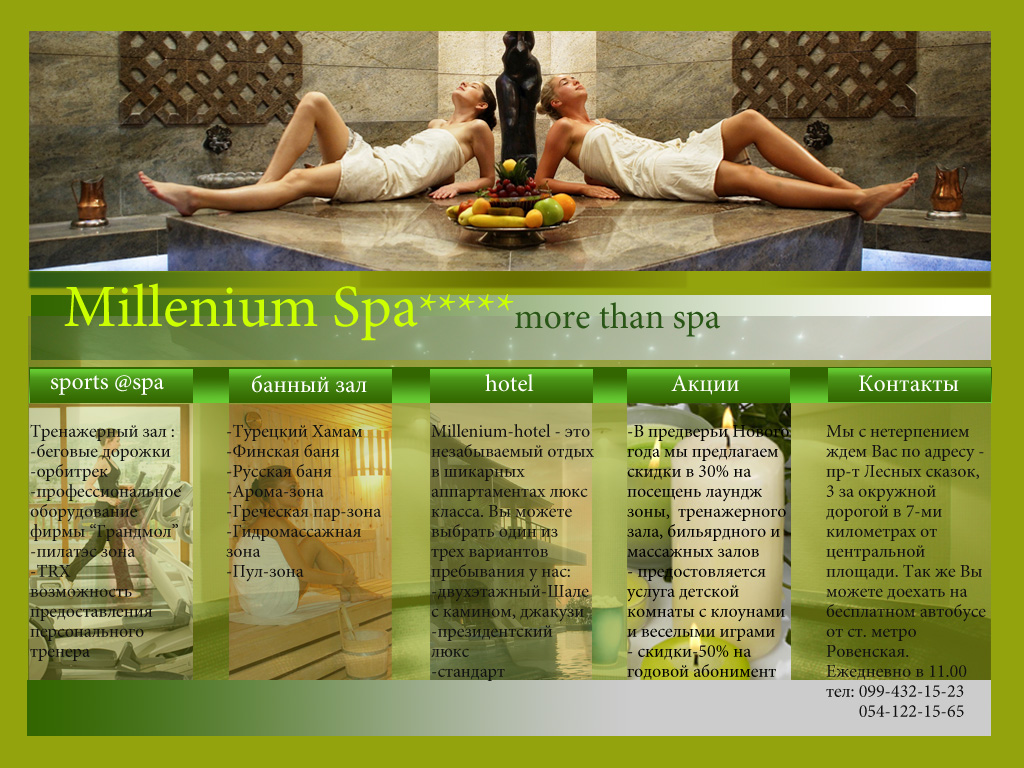 Millenium Spa*****more than spa
sports @spa
Тренажерный зал :
-беговые дорожки
-орбитрек
-профессиональное
оборудование
фирмы “Грандмол”
-пилатэс зона
-TRX
возможность
предоставления
персонального
тренера
банный зал
-Турецкий Хамам
-Финская баня
-Русская баня
-Арома-зона
-Греческая пар-зона
-Гидромассажная
зона
-Пул-зона
hotel
Millenium-hotel - это
незабываемый отдых
в шикарных
аппартаментах люкс
класса. Вы можете
выбрать один из
трех вариантов
пребывания у нас:
-двухэтажный-Шале
с камином, джакузи .
-президентский
люкс
-стандарт
Акции
-В предверьи Нового
года мы предлагаем
скидки в 30% на
посещень лаундж
зоны, тренажерного
зала, бильярдного и
массажных залов
- предостовляется
услуга детской
комнаты с клоунами
и веселыми играми
- скидки-50% на
годовой абонимент
Контакты
Мы с нетерпением
ждем Вас по адресу -
пр-т Лесных сказок,
3 за окружной
дорогой в 7-ми
километрах от
центральной
площади. Так же Вы
можете доехать на
бесплатном автобусе
от ст. метро
Ровенская.
Ежедневно в 11.00
тел: 099-432-15-23
054-122-15-65